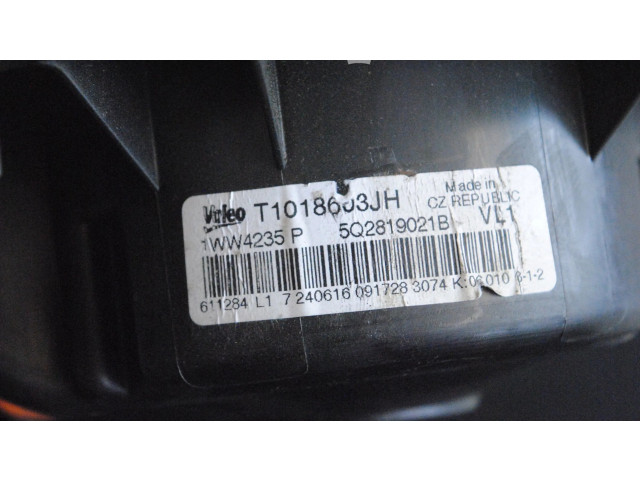 Valeo T1018603JH Made in
CZ REPUBLIC
1WW4235 P 5Q2819021B VL1
611284 L1 7 240616 091728 3074 K:06010 8-1-2